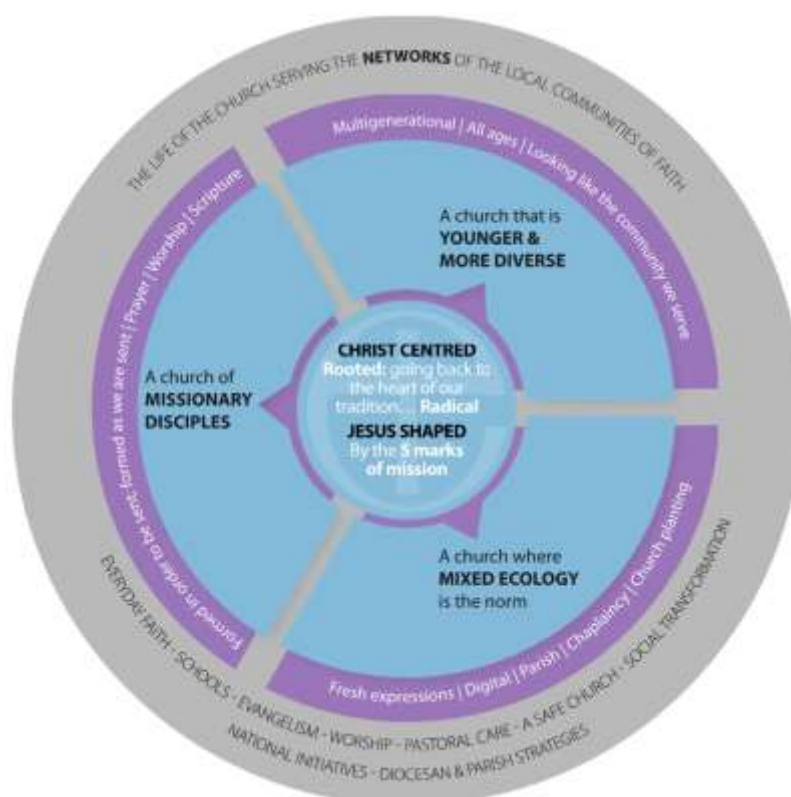 THE LIFE OF THE CHURCH SERVING THE NETWORKS OF THE LOCAL COMMUNITIES OF FAITH
Multigenerational | All ages | Looking like the community we serve
A church that is
YOUNGER &
MORE DIVERSE
Formed in order to be sent; formed as we are sent | Prayer | Worship | Scripture
A church of
MISSIONARY
DISCIPLES
CHRIST CENTRED
Rooted: going back to
the heart of our
tradition... Radical
JESUS SHAPED
By the 5 marks
of mission
A church where
MIXED ECOLOGY
is the norm
Fresh expressions | Digital | Parish | Chaplaincy | Church planting
EVERYDAY FAITH - SCHOOLS - EVANGELISM - WORSHIP - PASTORAL CARE - A SAFE CHURCH - SOCIAL TRANSFORMATION
NATIONAL INITIATIVES - DIOCESAN & PARISH STRATEGIES